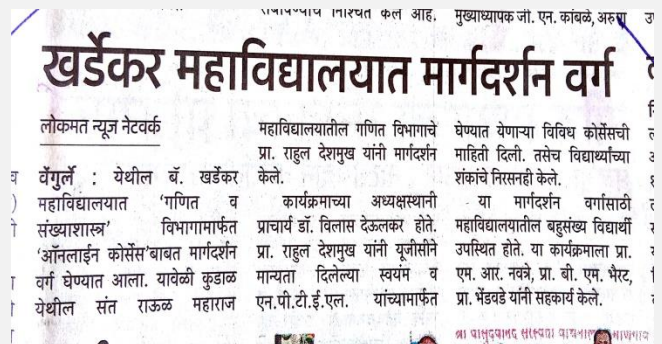 निश्चित केले आहे.
मुख्याध्यापक जी. एन. कांबळे, अरुण
खर्डेकर महाविद्यालयात मार्गदर्शन वर्ग
लोकमत न्यूज नेटवर्क
वेंगुर्ले : येथील बॅ. खर्डेकर
महाविद्यालयात 'गणित व
संख्याशास्त्र' विभागामार्फत
'ऑनलाईन कोर्सेस'बाबत मार्गदर्शन
वर्ग घेण्यात आला. यावेळी कुडाळ
येथील संत राऊळ महाराज
महाविद्यालयातील गणित विभागाचे
प्रा. राहुल देशमुख यांनी मार्गदर्शन
केले.
कार्यक्रमाच्या अध्यक्षस्थानी
प्राचार्य डॉ. विलास देऊलकर होते.
प्रा. राहुल देशमुख यांनी यूजीसीने
मान्यता दिलेल्या स्वयंम व
एन.पी.टी.ई.एल. यांच्यामार्फत
घेण्यात येणाऱ्या विविध कोर्सेसची
माहिती दिली. तसेच विद्यार्थ्यांच्या
शंकांचे निरसनही केले.
या मार्गदर्शन वर्गासाठी
महाविद्यालयातील बहुसंख्य विद्यार्थी
उपस्थित होते. या कार्यक्रमाला प्रा.
एम. आर. नवत्रे, प्रा. बी. एम. भैरट,
प्रा. भेंडवडे यांनी सहकार्य केले.